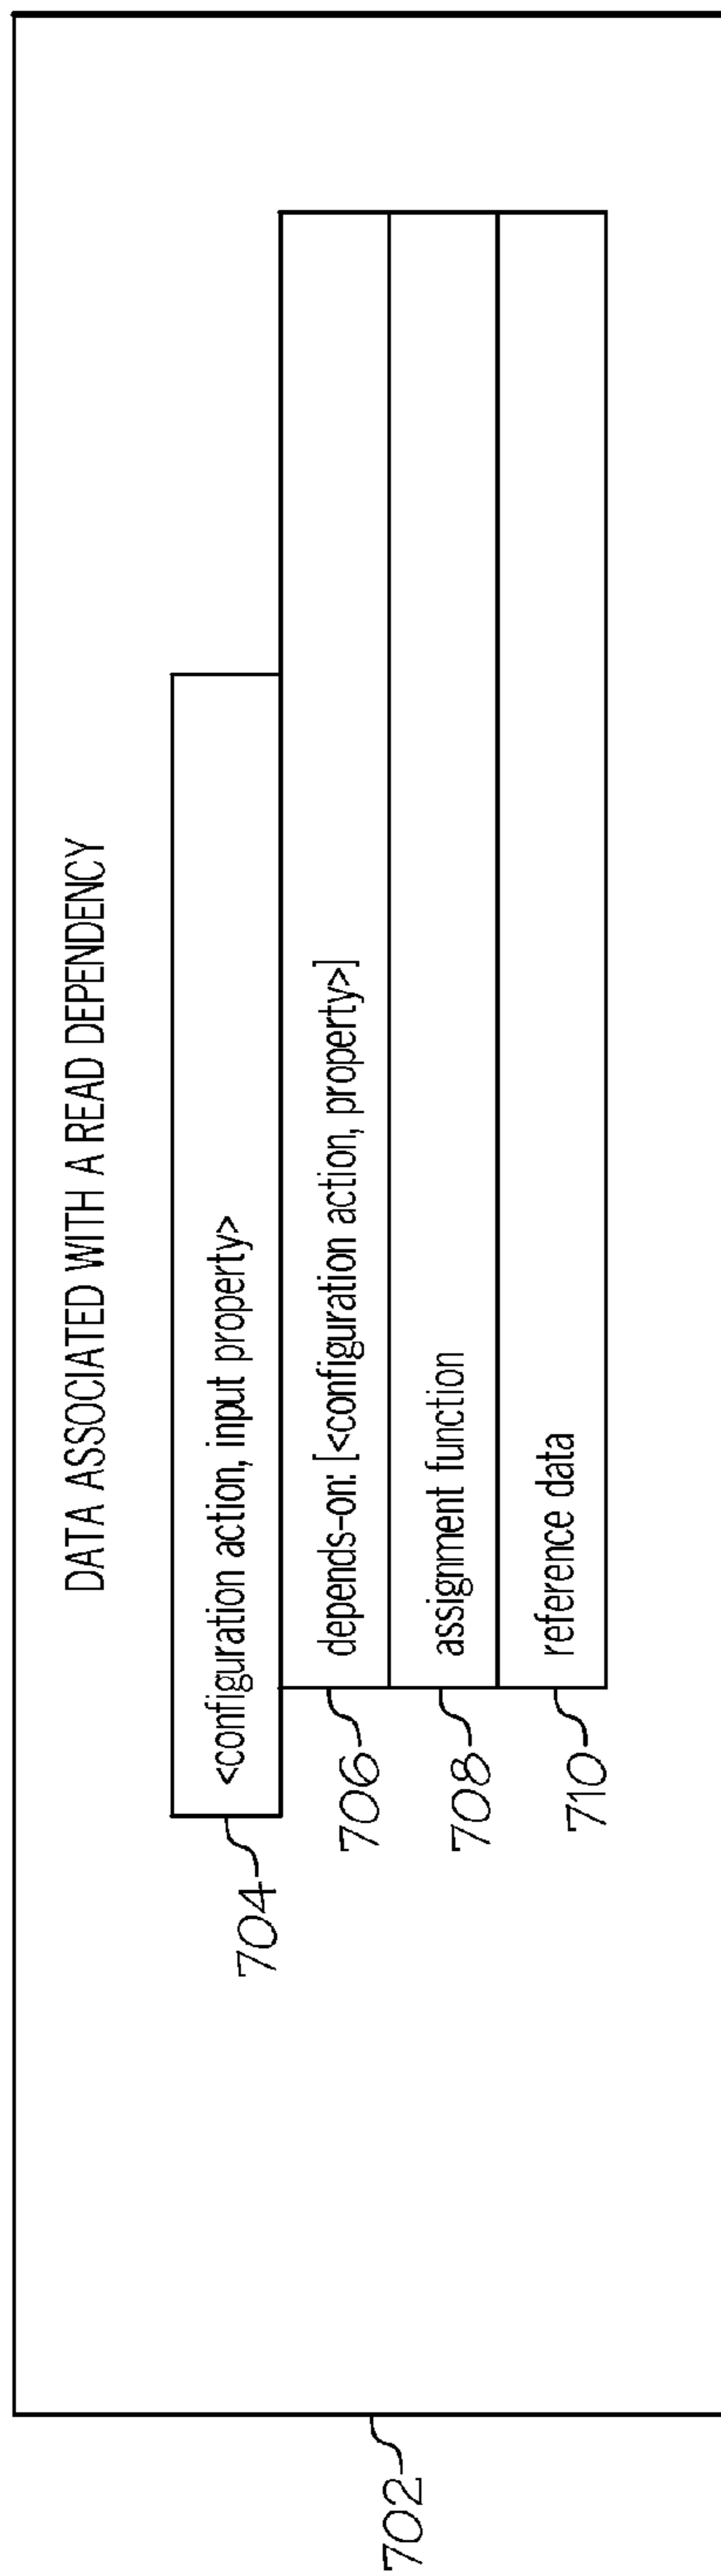 DATA ASSOCIATED WITH A READ DEPENDENCY
<configuration action, input property>
704
depends-on: [<configuration action, property>]
706
assignment function
708
reference data
710
702